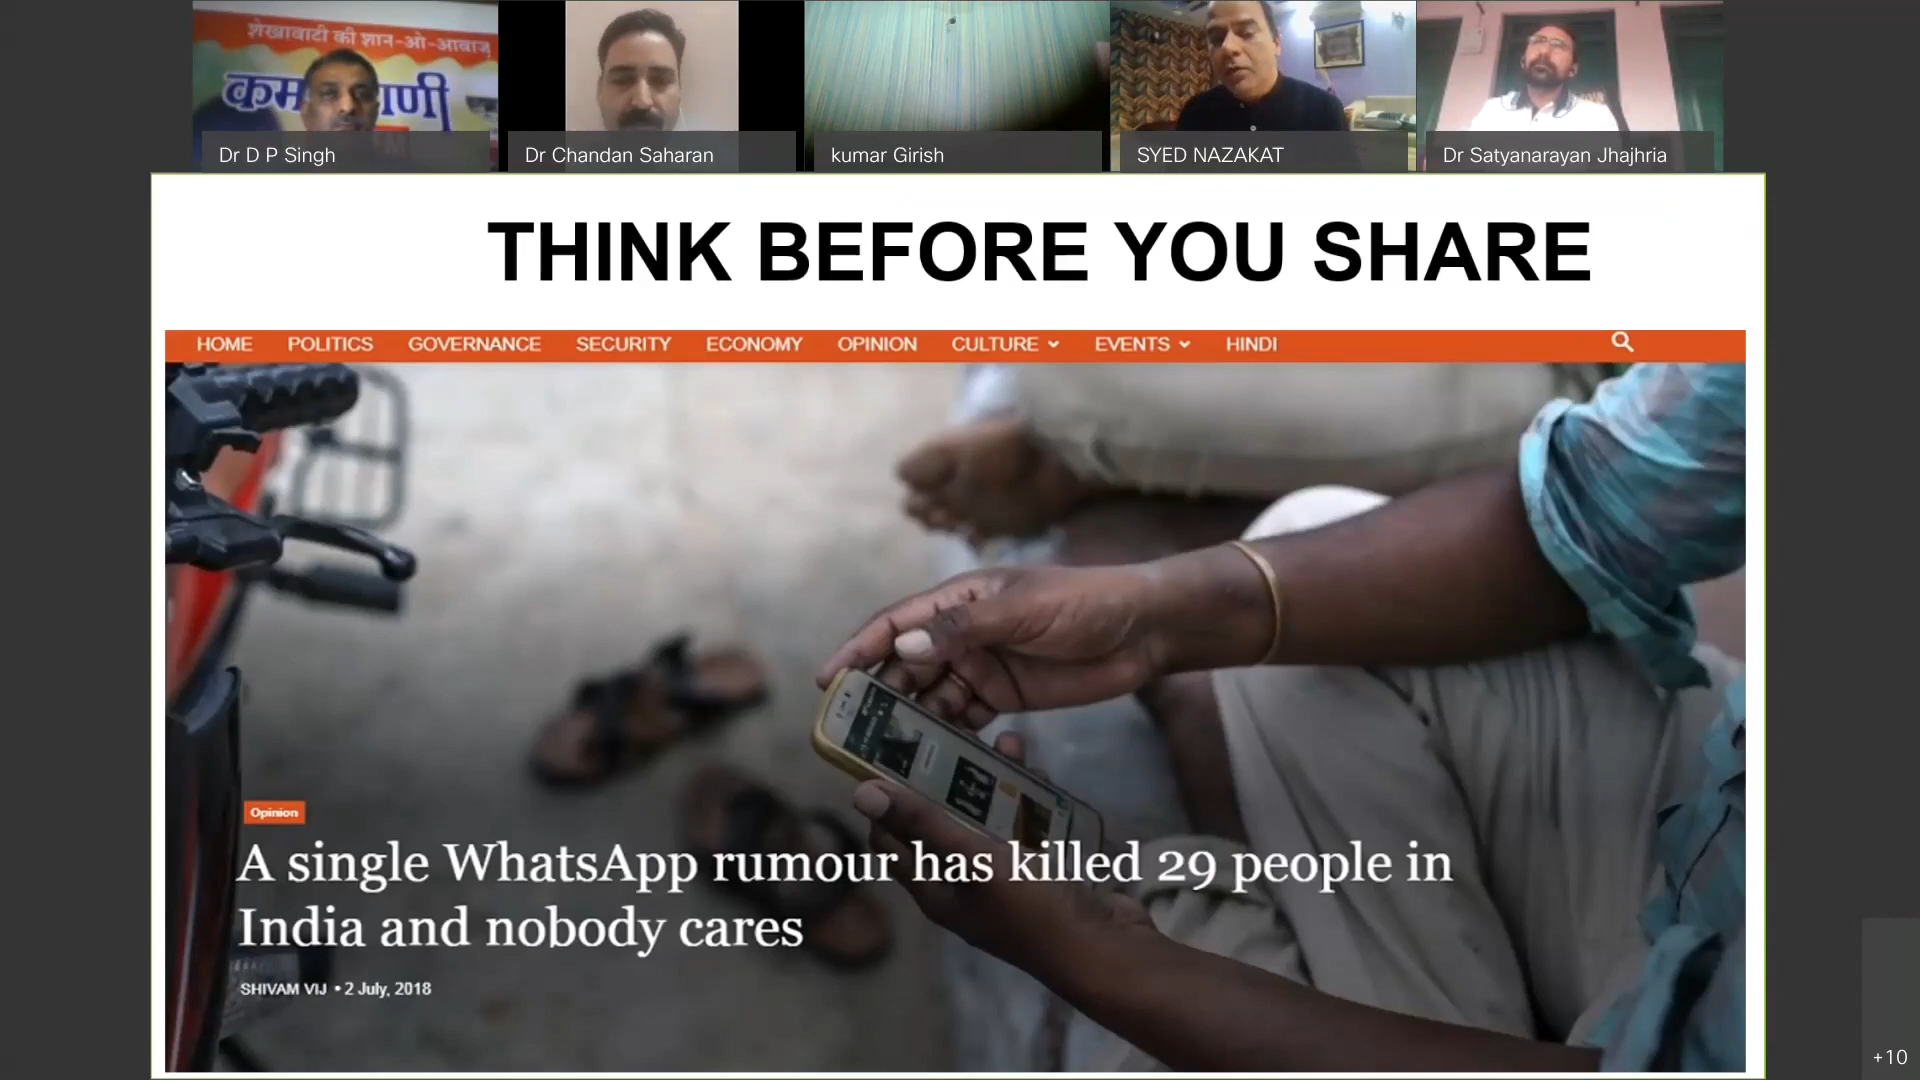 शेखावाटी की ज्ञान-ओ-आवाज़
Dr D P Singh
Dr Chandan Saharan
kumar Girish
SYED NAZAKAT
Dr Satyanarayan Jhajhria
THINK BEFORE YOU SHARE
HOME POLITICS GOVERNANCE SECURITY ECONOMY OPINION CULTURE EVENTS HINDI
Opinion
A single WhatsApp rumour has killed 29 people in
India and nobody cares
SHIVAM VIJ • 2 July, 2018
+10